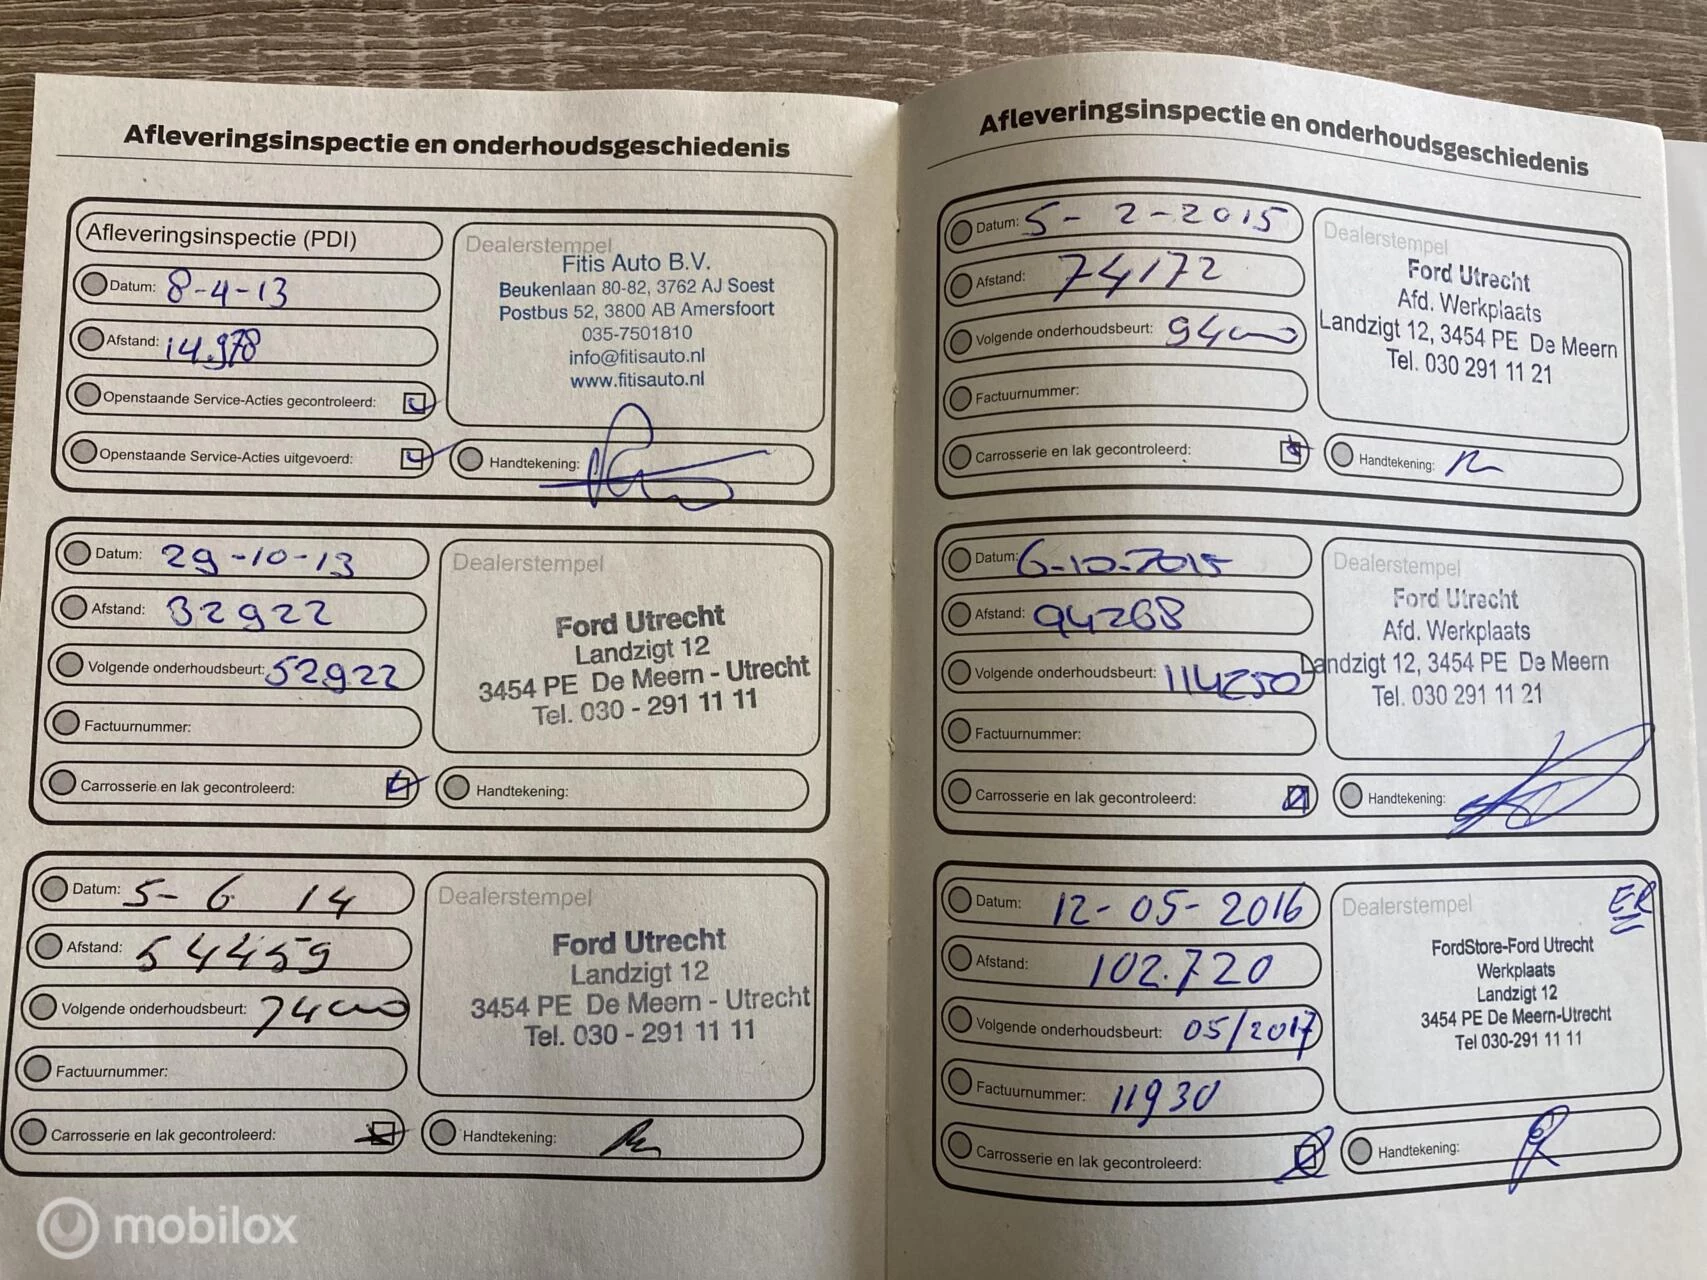 Afleveringsinspectie en onderhoudsgeschiedenis
Afleveringsinspectie (PDI)
Datum: 8-4-13
Afstand: 14.978
Openstaande Service-Acties gecontroleerd:
Openstaande Service-Acties uitgevoerd:
Dealerstempel
Fitis Auto B.V.
Beukenlaan 80-82, 3762 AJ Soest
Postbus 52, 3800 AB Amersfoort
035-7501810
info@fitisauto.nl
www.fitisauto.nl
Handtekening:
Datum: 29-10-13
Afstand: 32922
Volgende onderhoudsbeurt: 52922
Factuurnummer:
Carrosserie en lak gecontroleerd:
Dealerstempel
Ford Utrecht
Landzigt 12
3454 PE De Meern - Utrecht
Tel. 030 - 291 11 11
Handtekening:
Datum: 5-6 14
Afstand: 54459
Volgende onderhoudsbeurt: 74000
Factuurnummer:
Carrosserie en lak gecontroleerd:
Dealerstempel
Ford Utrecht
Landzigt 12
3454 PE De Meern - Utrecht
Tel. 030 - 291 11 11
Handtekening:
Afleveringsinspectie en onderhoudsgeschiedenis
Datum: 5-2-2015
Afstand: 74172
Volgende onderhoudsbeurt: 94000
Factuurnummer:
Carrosserie en lak gecontroleerd:
Dealerstempel
Ford Utrecht
Afd. Werkplaats
Landzigt 12, 3454 PE De Meern
Tel. 030 291 11 21
Handtekening:
Datum: 6-10-2015
Afstand: 94268
Volgende onderhoudsbeurt: 114250
Factuurnummer:
Carrosserie en lak gecontroleerd:
Dealerstempel
Ford Utrecht
Afd. Werkplaats
Landzigt 12, 3454 PE De Meern
Tel. 030 291 11 21
Handtekening:
Datum: 12-05-2016
Afstand: 102.720
Volgende onderhoudsbeurt: 05/2017
Factuurnummer: 11930
Carrosserie en lak gecontroleerd:
Dealerstempel
ER
FordStore-Ford Utrecht
Werkplaats
Landzigt 12
3454 PE De Meern-Utrecht
Tel 030-291 11 11
Handtekening:
mobilox